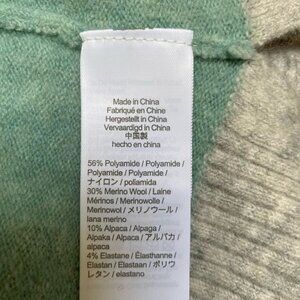 Made in China
Fabriqué en Chine
Hergestellt in China
Vervaardigd in China
中国製
hecho en china
56% Polyamide / Polyamide /
Polyamide / Polyamide /
ナイロン / poliamida
30% Merino Wool / Laine
Mérinos / Merinowolle /
Merinowol / メリノウール /
lana merino
10% Alpaca / Alpaga /
Alpaka / Alpaca / アルパカ /
alpaca
4% Elastane / Élasthanne /
Elastan / Elastaan / ポリウ
レタン / elastano